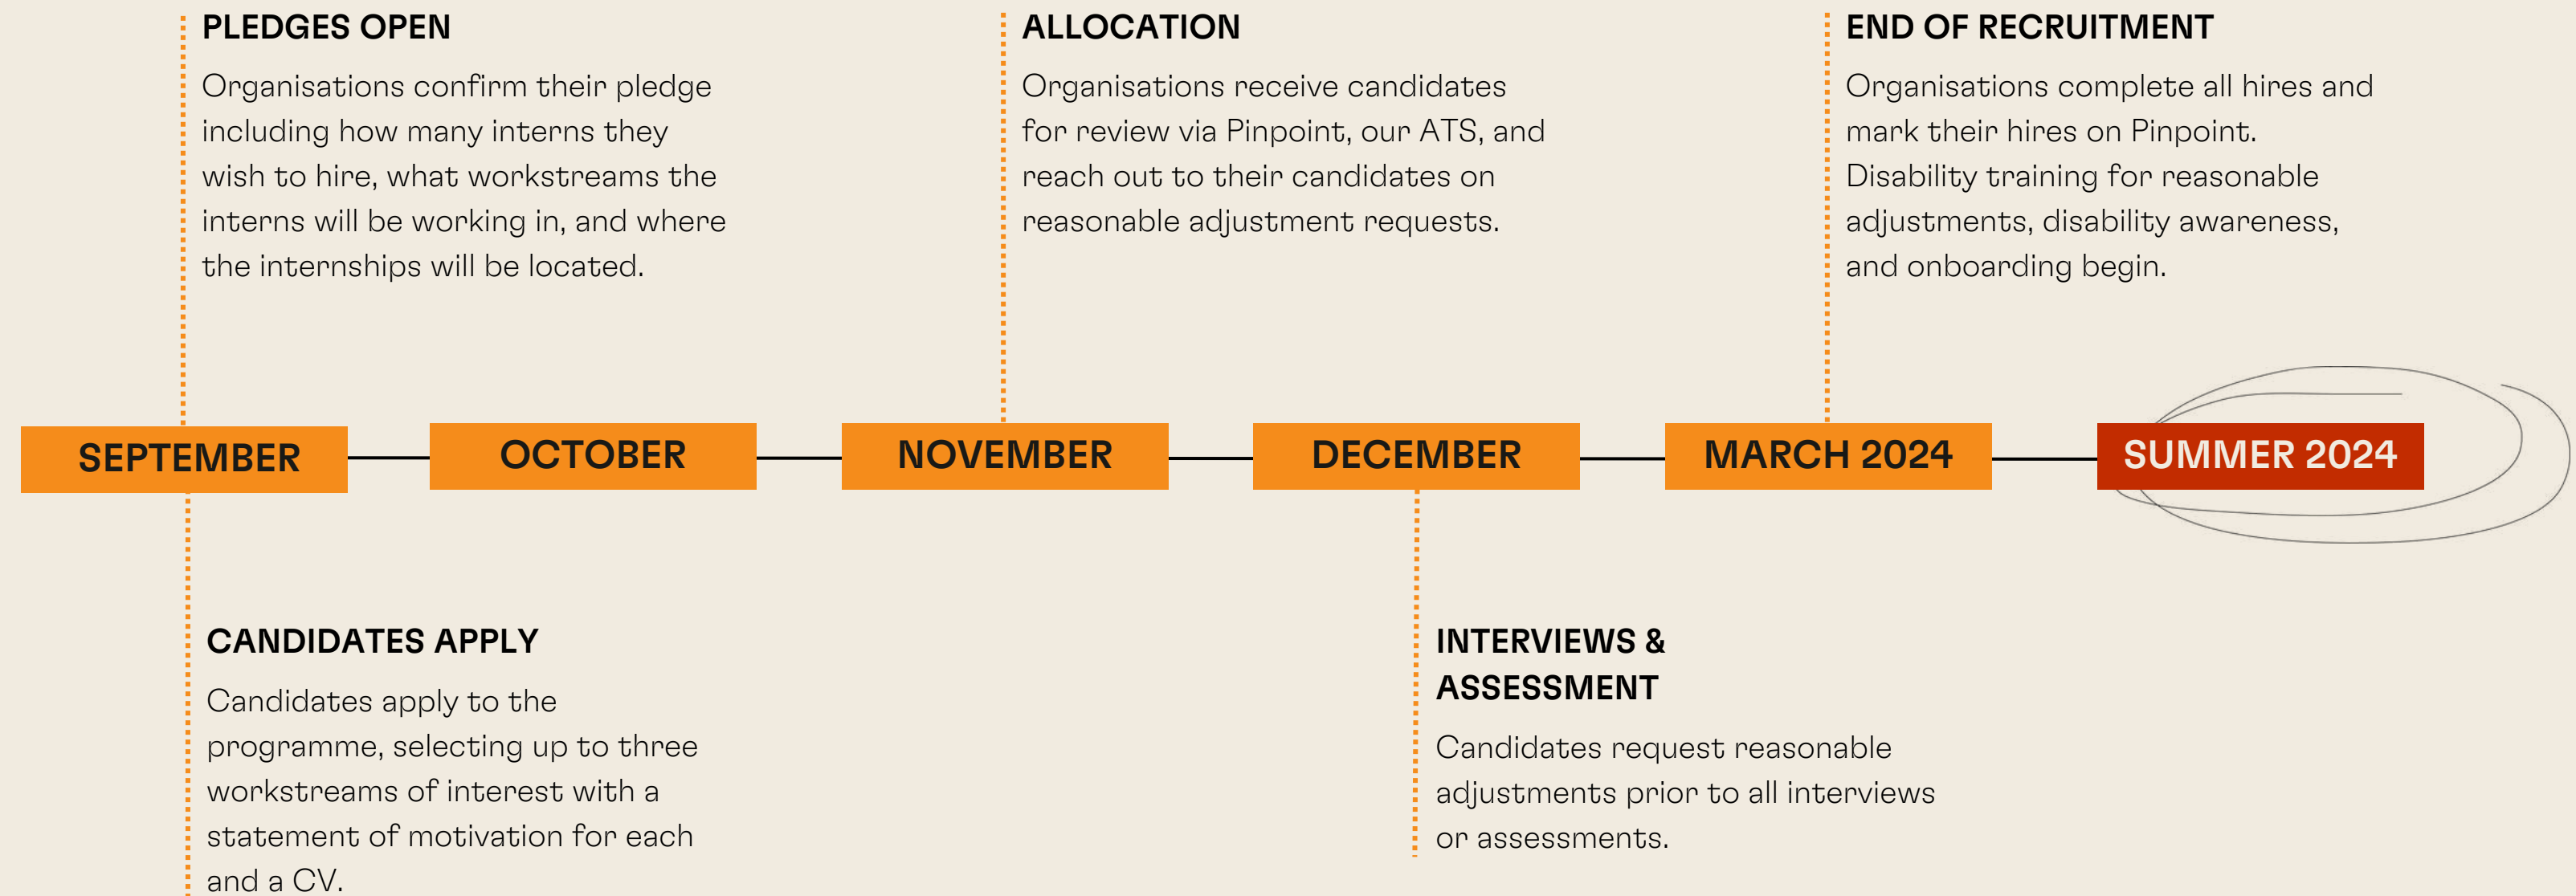 PLEDGES OPEN
Organisations confirm their pledge
including how many interns they
wish to hire, what workstreams the
interns will be working in, and where
the internships will be located.
ALLOCATION
Organisations receive candidates
for review via Pinpoint, our ATS, and
reach out to their candidates on
reasonable adjustment requests.
END OF RECRUITMENT
Organisations complete all hires and
mark their hires on Pinpoint.
Disability training for reasonable
adjustments, disability awareness,
and onboarding begin.
SEPTEMBER
OCTOBER
NOVEMBER
DECEMBER
MARCH 2024
SUMMER 2024
CANDIDATES APPLY
Candidates apply to the
programme, selecting up to three
workstreams of interest with a
statement of motivation for each
and a CV.
INTERVIEWS &
ASSESSMENT
Candidates request reasonable
adjustments prior to all interviews
or assessments.